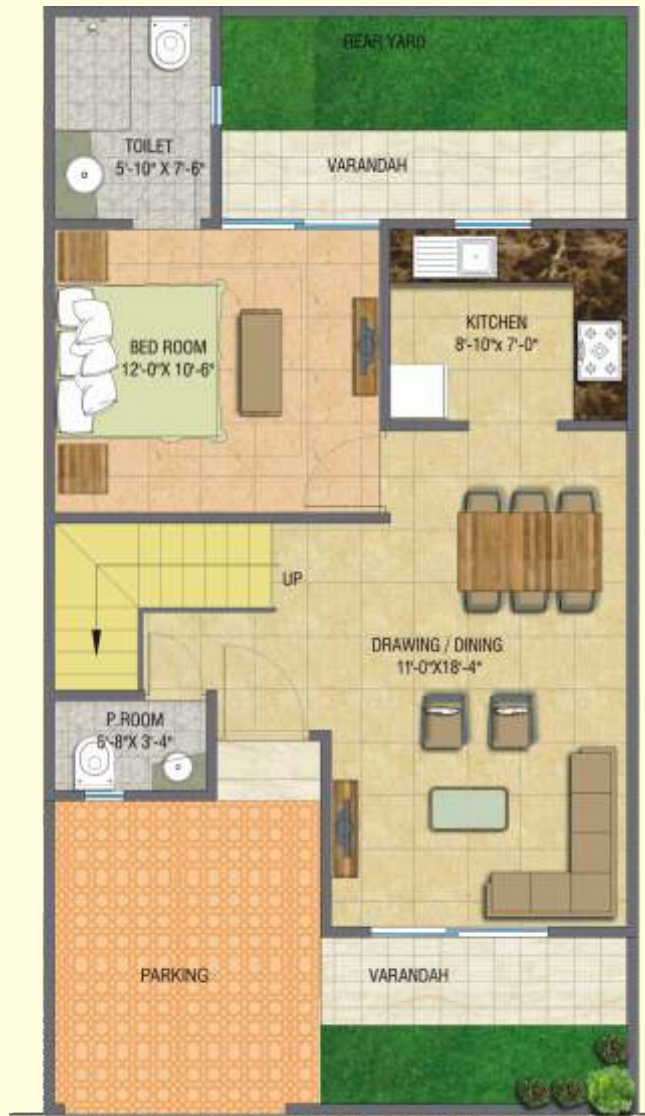 REAR YARD
TOILET
5'-10" X 7'-6"
VARANDAH
BED ROOM
12'-0"X 10'-6"
KITCHEN
8'-10"x 7'-0"
UP
DRAWING / DINING
11'-0"X18'-4"
P.ROOM
5'-8"X 3'-4"
PARKING
VARANDAH